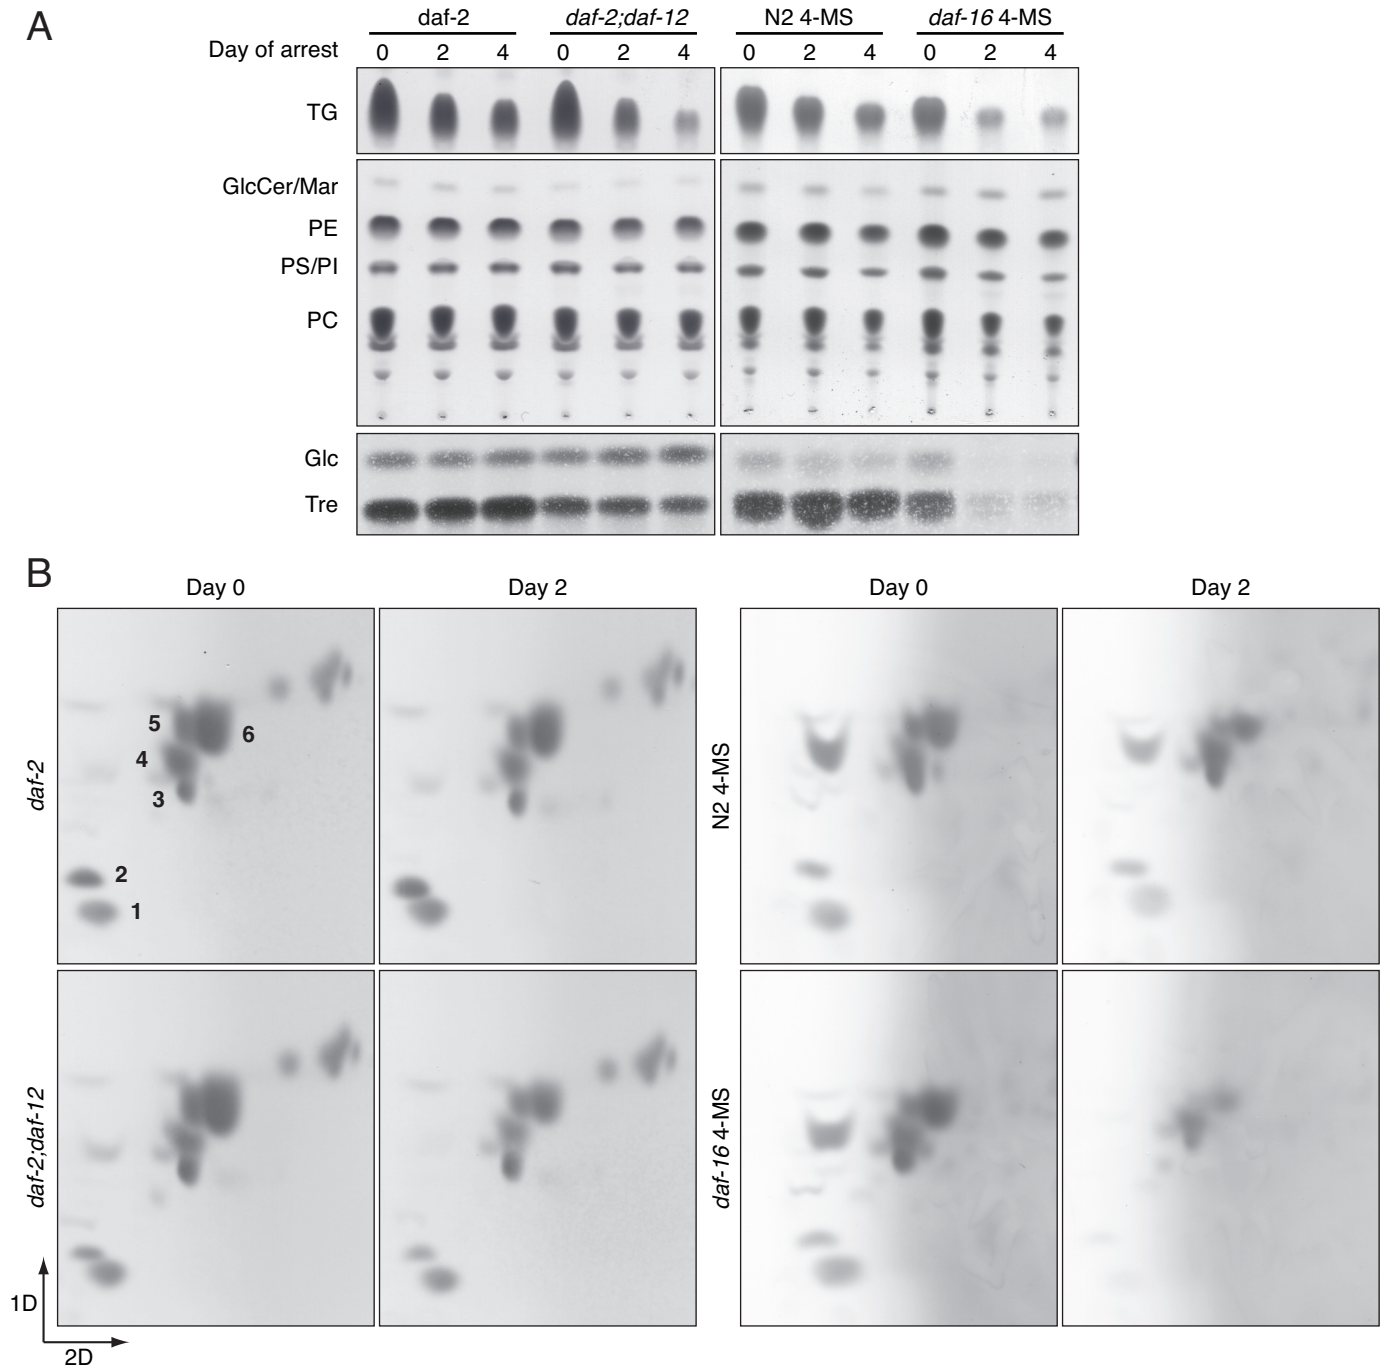 A
daf-2 daf-2;daf-12 N2 4-MS daf-16 4-MS
Day of arrest 0 2 4 0 2 4 0 2 4 0 2 4
TG
GlcCer/Mar
PE
PS/PI
PC
Glc
Tre
B
Day 0 Day 2 Day 0 Day 2
daf-2
5
6
4
3
2
1
N2 4-MS
daf-2;daf-12
daf-16 4-MS
1D
2D